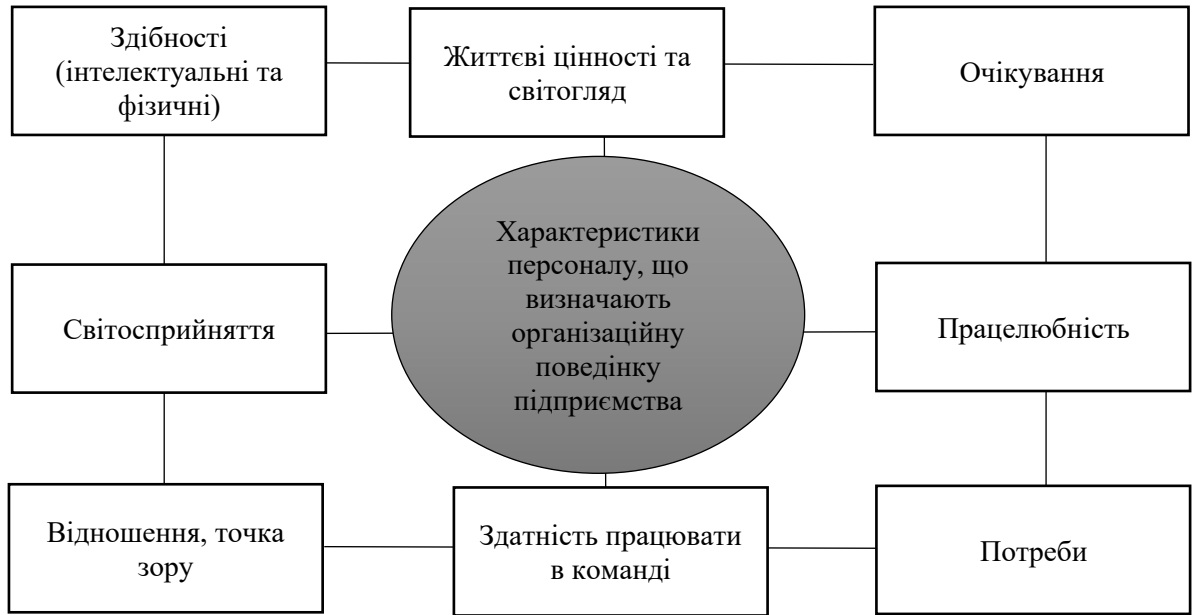 Здібності
(інтелектуальні та
фізичні)
Життєві цінності та
світогляд
Очікування
Світосприйняття
Характеристики
персоналу, що
визначають
організаційну
поведінку
підприємства
Працелюбність
Відношення, точка
зору
Здатність працювати
в команді
Потреби